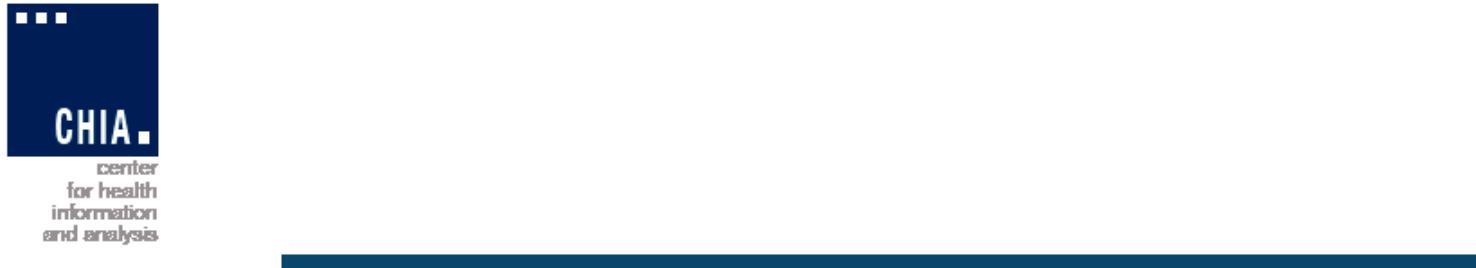 CHIA.
center
for health
information
and analysis